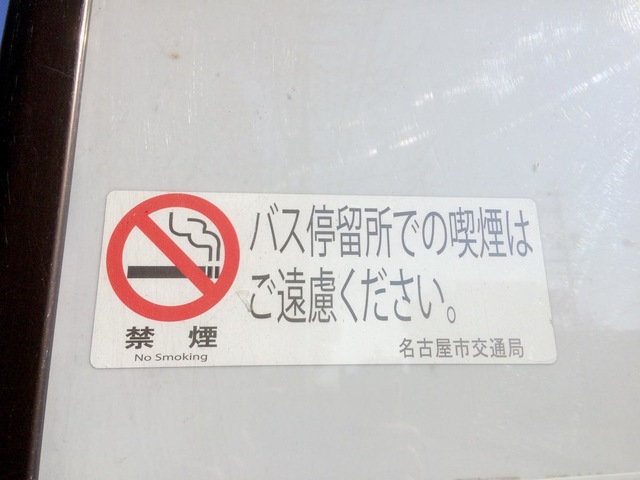 バス停留所での喫煙は
ご遠慮ください。
禁煙
No Smoking
名古屋市交通局